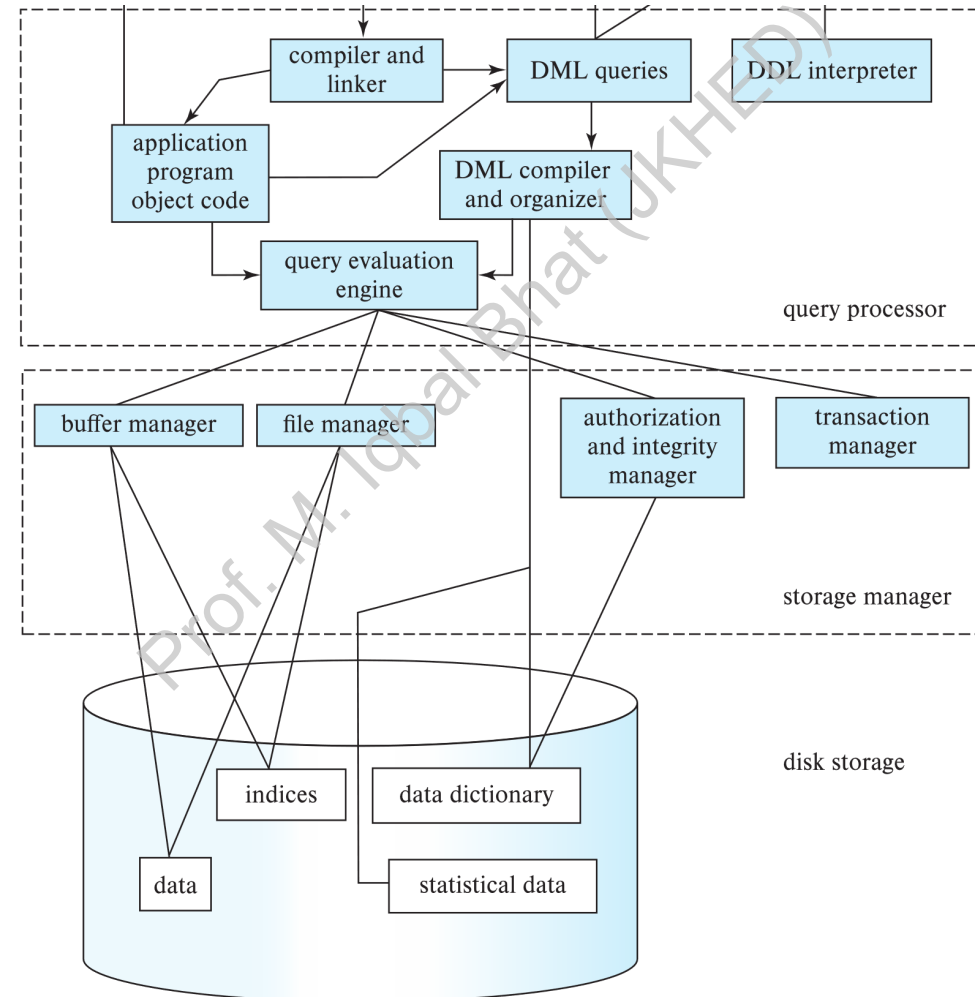 compiler and
linker
DML queries
DDL interpreter
application
program
object code
DML compiler
and organizer
query evaluation
engine
query processor
buffer manager
file manager
authorization
and integrity
manager
transaction
manager
storage manager
disk storage
indices
data dictionary
data
statistical data
Prof. M. Iqbal Bhat (JKHED)